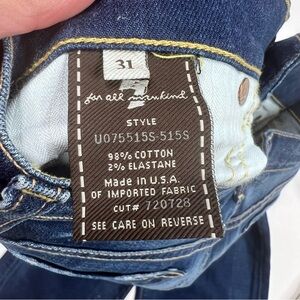 31
7
for all mankind
STYLE
U075515S-515S
98% COTTON
2% ELASTANE
Made in U.S.A.
OF IMPORTED FABRIC
CUT# 720728
SEE CARE ON REVERSE